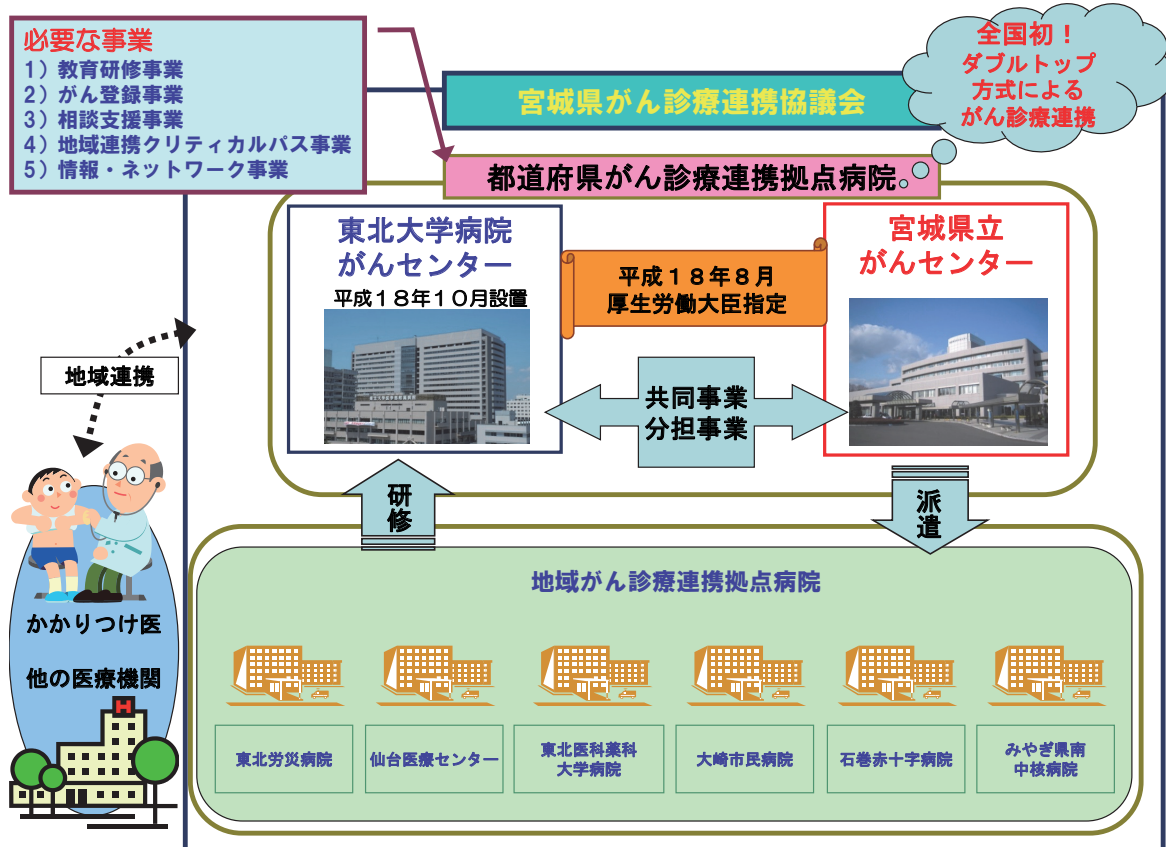 必要な事業
1）教育研修事業
2）がん登録事業
3）相談支援事業
4）地域連携クリティカルパス事業
5）情報・ネットワーク事業
宮城県がん診療連携協議会
全国初！
ダブルトップ
方式による
がん診療連携
都道府県がん診療連携拠点病院
東北大学病院
がんセンター
平成１８年１０月設置
平成１８年８月
厚生労働大臣指定
宮城県立
がんセンター
共同事業
分担事業
地域連携
研修
派遣
かかりつけ医
他の医療機関
H
地域がん診療連携拠点病院
東北労災病院
仙台医療センター
東北医科薬科
大学病院
大崎市民病院
石巻赤十字病院
みやぎ県南
中核病院